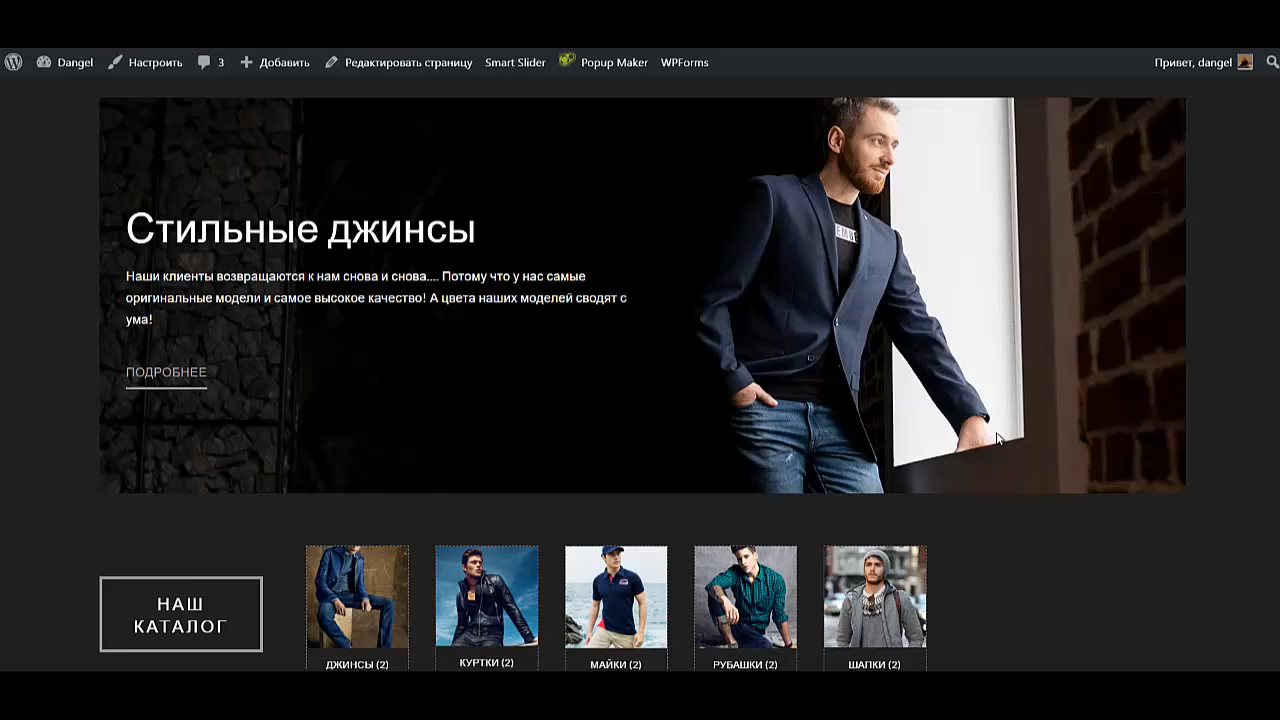 Dangel Настроить 3 Добавить Редактировать страницу Smart Slider Popup Maker WPForms Привет, dangel
Стильные джинсы
Наши клиенты возвращаются к нам снова и снова.... Потому что у нас самые
оригинальные модели и самое высокое качество! А цвета наших моделей сводят с
ума!
ПОДРОБНЕЕ
НАШ
КАТАЛОГ
ДЖИНСЫ (2) КУРТКИ (2) МАЙКИ (2) РУБАШКИ (2) ШАПКИ (2)